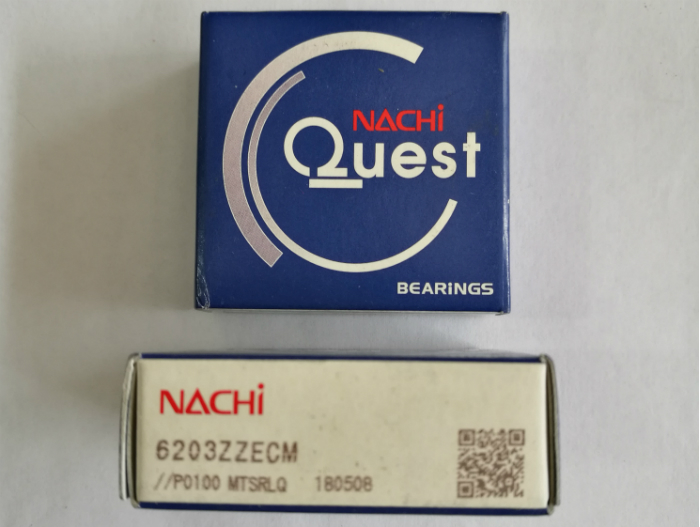 NACHi
Quest
BEARiNGS
NACHi
6203ZZECM
//P0100 MTSRLQ 180508